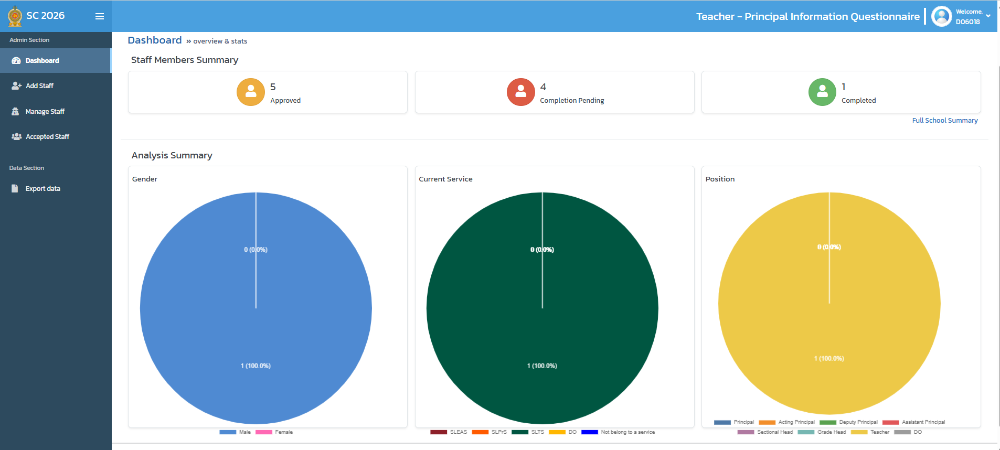 SC 2026
Teacher - Principal Information Questionnaire
Welcome,
D06018
Admin Section
Dashboard
Add Staff
Manage Staff
Accepted Staff
Data Section
Export data
Dashboard » overview & stats
Staff Members Summary
5
Approved
4
Completion Pending
1
Completed
Full School Summary
Analysis Summary
Gender
0 (0.0%)
1 (100.0%)
Male Female
Current Service
0 (0.0%)
1 (100.0%)
SLEAS SLPrS SLTS DO Not belong to a service
Position
0 (0.0%)
1 (100.0%)
Principal Acting Principal Deputy Principal Assistant Principal
Sectional Head Grade Head Teacher DO